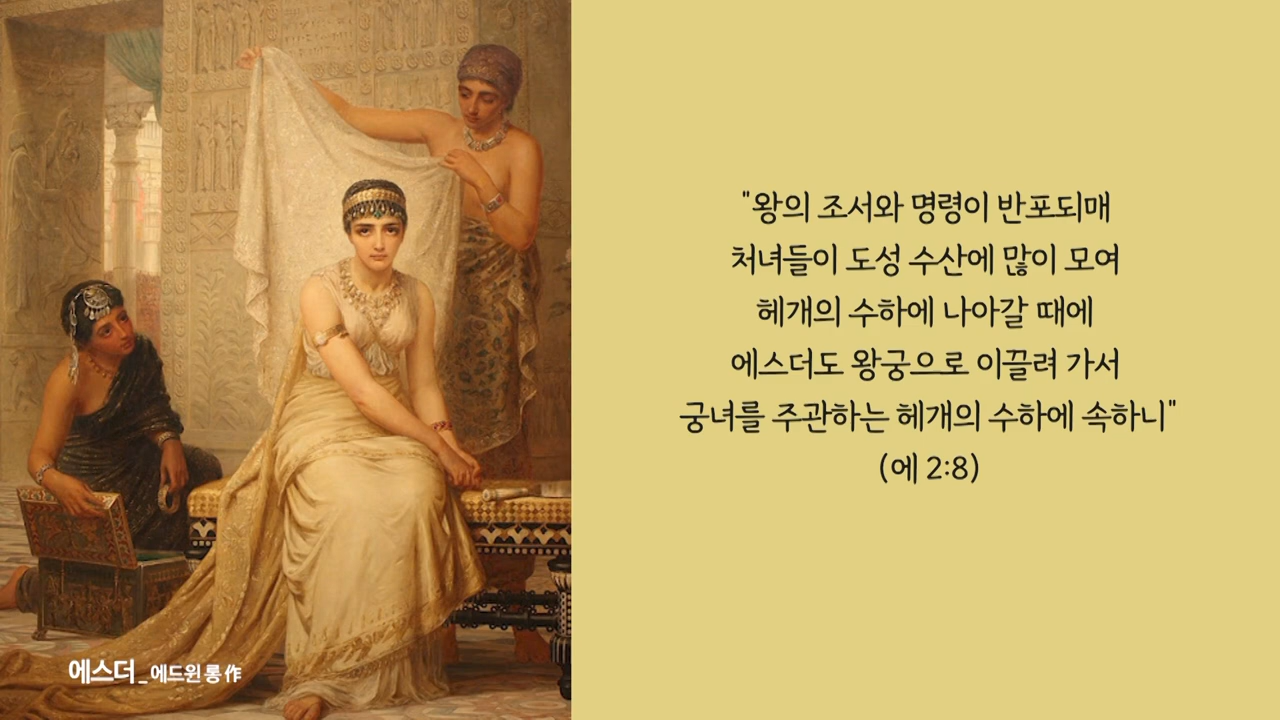 "왕의 조서와 명령이 반포되매
처녀들이 도성 수산에 많이 모여
헤개의 수하에 나아갈 때에
에스더도 왕궁으로 이끌려 가서
궁녀를 주관하는 헤개의 수하에 속하니"
(에 2:8)
에스더 _ 에드윈 롱 作